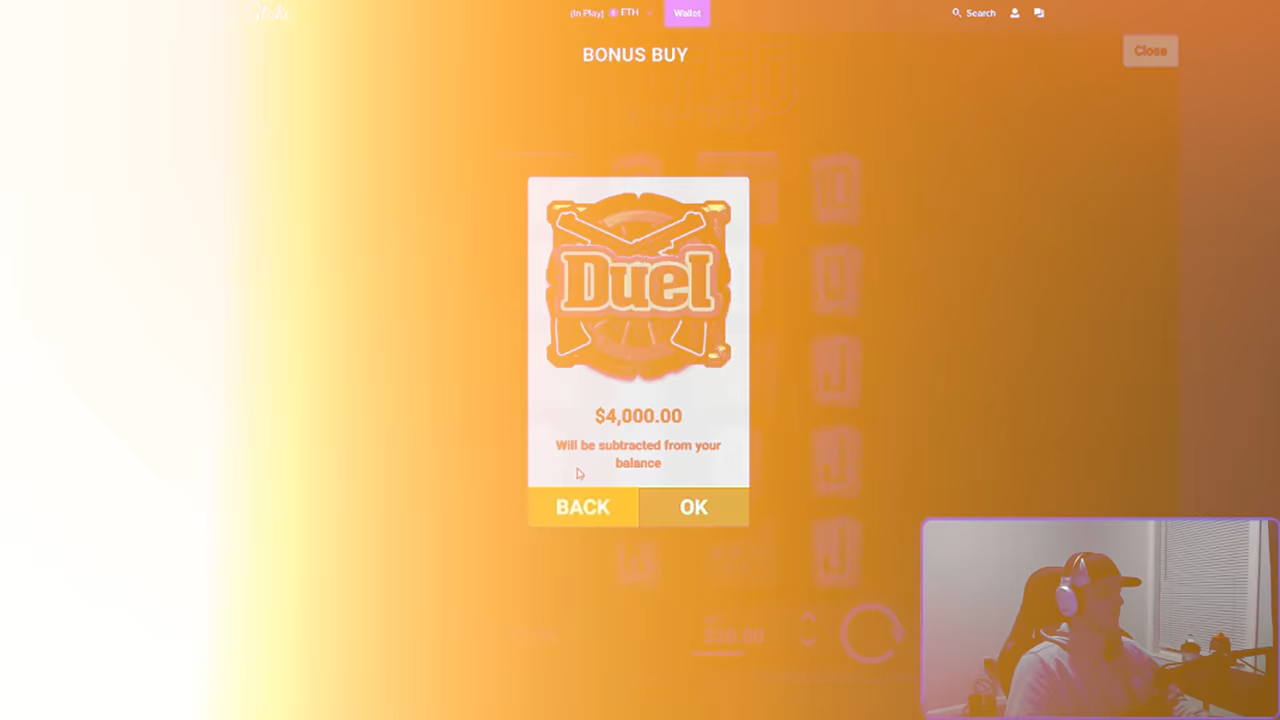 Stake
(In Play) ETH
Wallet
Search
BONUS BUY
Close
Duel
$4,000.00
Will be subtracted from your
balance
BACK
OK